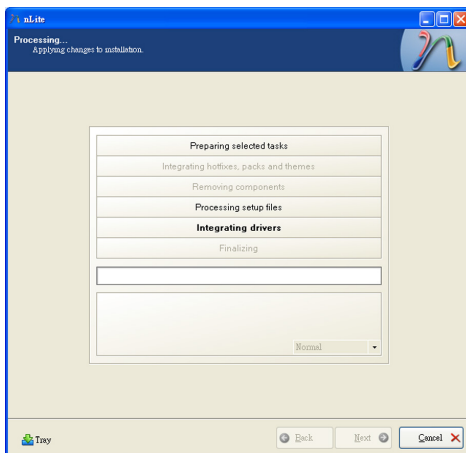 nLite
Processing...
Applying changes to installation.
Preparing selected tasks
Integrating hotfixes, packs and themes
Removing components
Processing setup files
Integrating drivers
Finalizing
Normal
Tray
Back
Next
Cancel